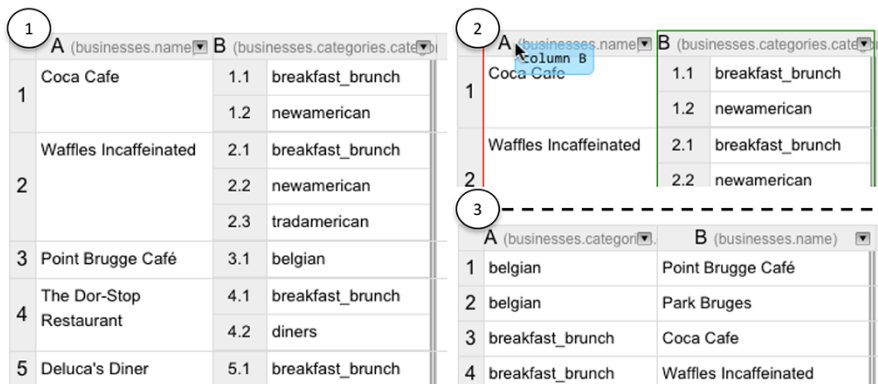 1
A (businesses.name B (businesses.categories.categor
1 Coca Cafe 1.1 breakfast_brunch
1.2 newamerican
2 Waffles Incaffeinated 2.1 breakfast_brunch
2.2 newamerican
2.3 tradamerican
3 Point Brugge Café 3.1 belgian
4 The Dor-Stop
Restaurant
4.1 breakfast_brunch
4.2 diners
5 Deluca's Diner 5.1 breakfast_brunch
2
A (businesses.name) B (businesses.categories.categ
column B
1 Coca Cafe 1.1 breakfast_brunch
1.2 newamerican
2 Waffles Incaffeinated 2.1 breakfast_brunch
2.2 newamerican
3
A (businesses.categori. B (businesses.name)
1 belgian Point Brugge Café
2 belgian Park Bruges
3 breakfast_brunch Coca Cafe
4 breakfast_brunch Waffles Incaffeinated